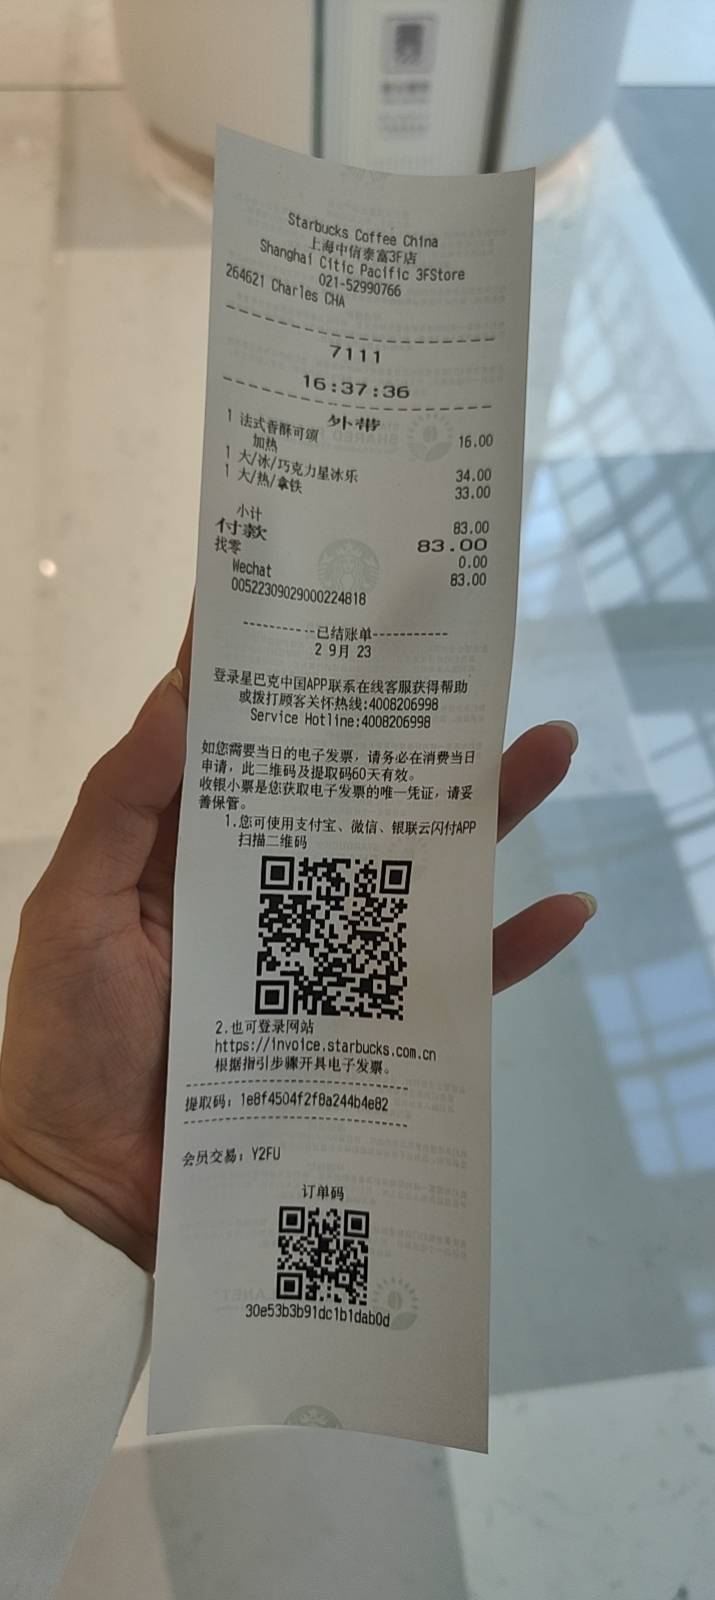 Starbucks Coffee China
上海中信泰富3F店
Shanghai Citic Pacific 3FStore
021-52990766
264621 Charles CHA
7111
16:37:36
外带
1 法式香酥可颂 16.00
加热
1 大/冰/巧克力星冰乐 34.00
1 大/热/拿铁 33.00
小计 83.00
付款 83.00
找零 0.00
Wechat 83.00
00522309029000224818
----------已结账单-----------
2 9月 23
登录星巴克中国APP联系在线客服获得帮助
或拨打顾客关怀热线:4008206998
Service Hotline:4008206998
如您需要当日的电子发票，请务必在消费当日
申请，此二维码及提取码60天有效。
收银小票是您获取电子发票的唯一凭证，请妥
善保管。
1.您可使用支付宝、微信、银联云闪付APP
扫描二维码
2.也可登录网站
https://invoice.starbucks.com.cn
根据指引步骤开具电子发票。
提取码: 1e8f4504f2f8a244b4e82
会员交易: Y2FU
订单码
30e53b3b91dc1b1dab0d